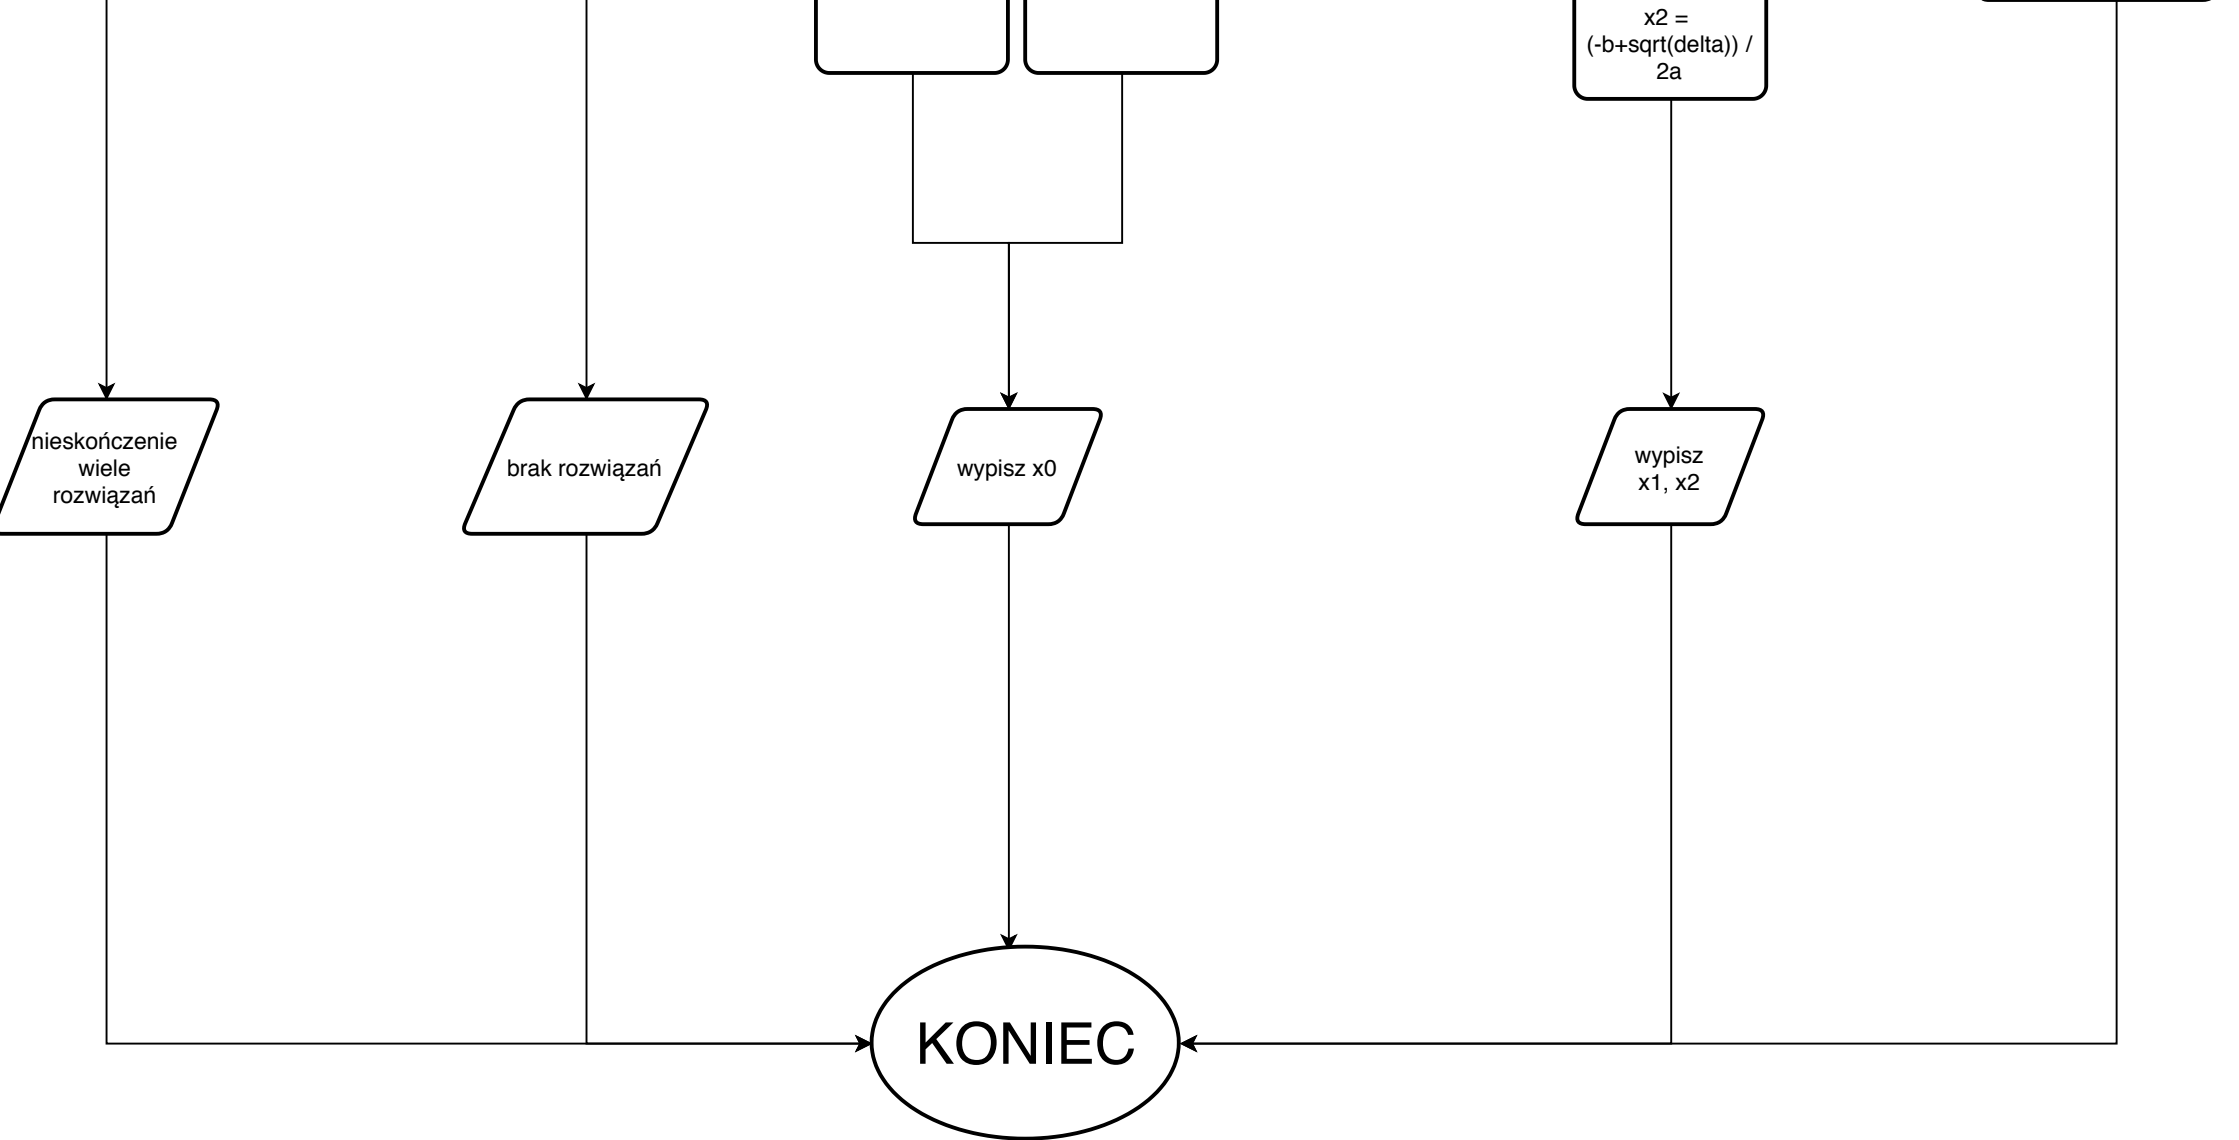 x2 =
(-b+sqrt(delta)) /
2a
nieskończenie
wiele
rozwiązań
brak rozwiązań
wypisz x0
wypisz
x1, x2
KONIEC